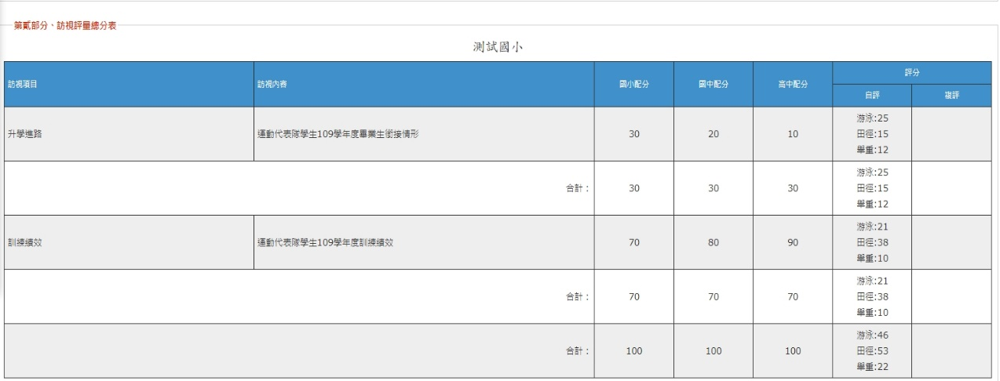 第貳部分、訪視評量總分表
測試國小
訪視項目 訪視內容 國小配分 國中配分 高中配分 評分
自評 複評
升學進路 運動代表隊學生109學年度畢業生銜接情形 30 20 10 游泳:25
田徑:15
舉重:12
合計： 30 30 30 游泳:25
田徑:15
舉重:12
訓練績效 運動代表隊學生109學年度訓練績效 70 80 90 游泳:21
田徑:38
舉重:10
合計： 70 70 70 游泳:21
田徑:38
舉重:10
合計： 100 100 100 游泳:46
田徑:53
舉重:22